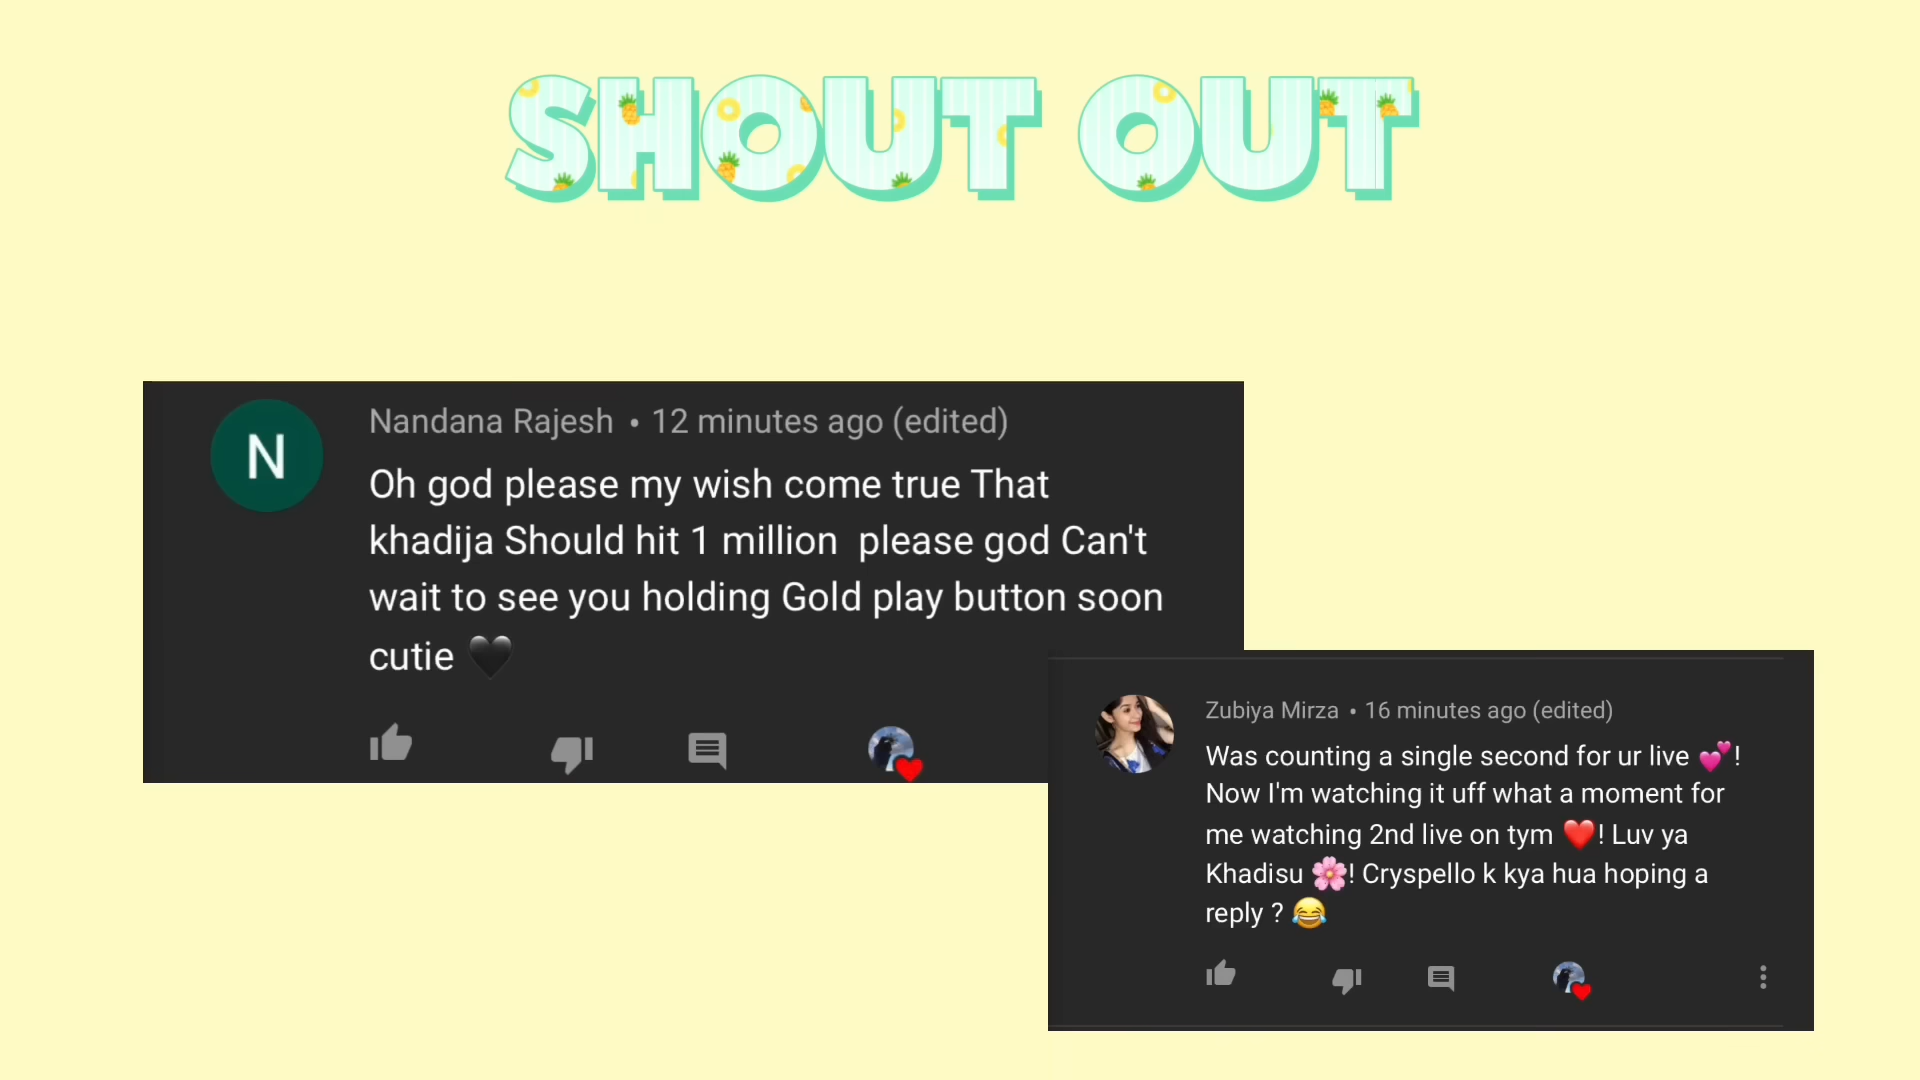 SHOUT OUT
N
Nandana Rajesh • 12 minutes ago (edited)
Oh god please my wish come true That
khadija Should hit 1 million please god Can't
wait to see you holding Gold play button soon
cutie 🖤
Zubiya Mirza • 16 minutes ago (edited)
Was counting a single second for ur live 💕!
Now I'm watching it uff what a moment for
me watching 2nd live on tym ❤️! Luv ya
Khadisu 🌸! Cryspello k kya hua hoping a
reply ? 😂